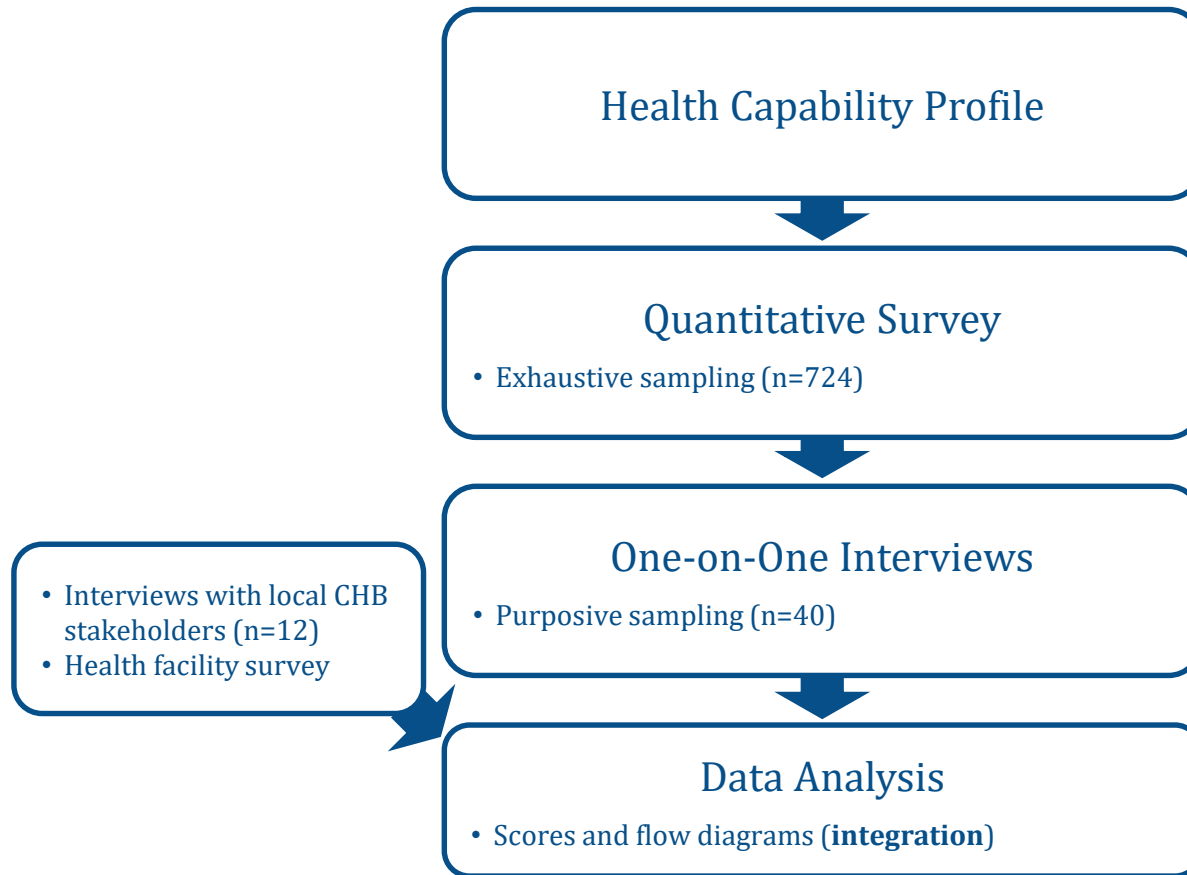 Health Capability Profile
Quantitative Survey
• Exhaustive sampling (n=724)
One-on-One Interviews
• Purposive sampling (n=40)
• Interviews with local CHB
stakeholders (n=12)
• Health facility survey
Data Analysis
• Scores and flow diagrams (integration)